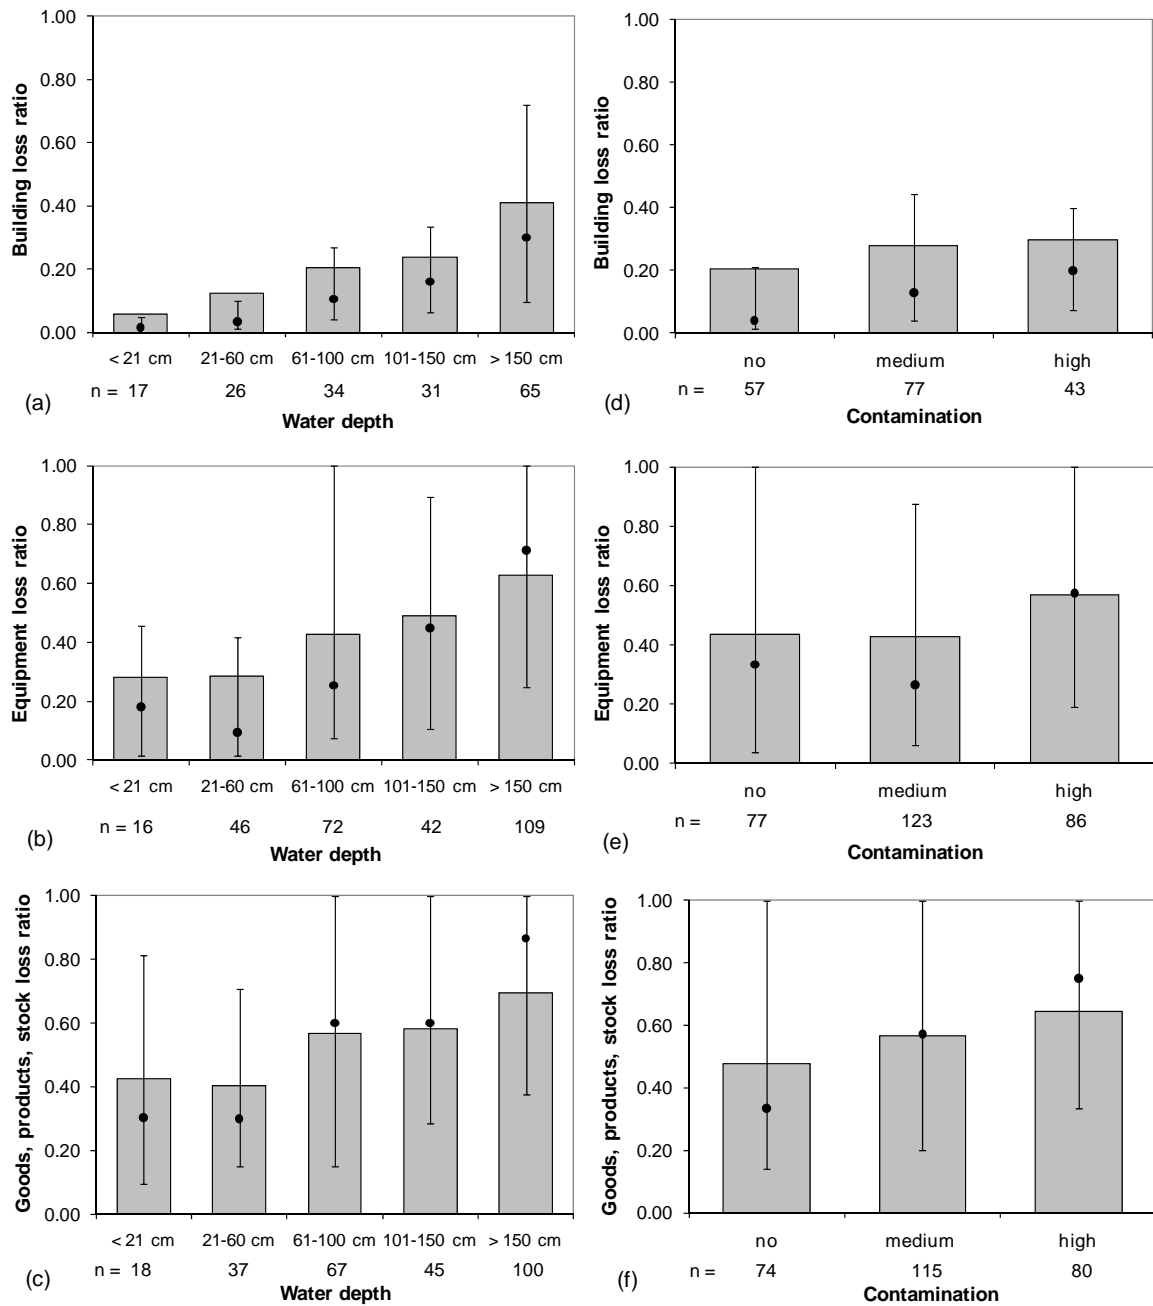 1.00
0.80
0.60
0.40
0.20
0.00
Building loss ratio
< 21 cm 21-60 cm 61-100 cm 101-150 cm > 150 cm
n = 17 26 34 31 65
(a)
Water depth
1.00
0.80
0.60
0.40
0.20
0.00
Building loss ratio
no medium high
n = 57 77 43
(d)
Contamination
1.00
0.80
0.60
0.40
0.20
0.00
Equipment loss ratio
< 21 cm 21-60 cm 61-100 cm 101-150 cm > 150 cm
n = 16 46 72 42 109
(b)
Water depth
1.00
0.80
0.60
0.40
0.20
0.00
Equipment loss ratio
no medium high
n = 77 123 86
(e)
Contamination
1.00
0.80
0.60
0.40
0.20
0.00
Goods, products, stock loss ratio
< 21 cm 21-60 cm 61-100 cm 101-150 cm > 150 cm
n = 18 37 67 45 100
(c)
Water depth
1.00
0.80
0.60
0.40
0.20
0.00
Goods, products, stock loss ratio
no medium high
n = 74 115 80
(f)
Contamination